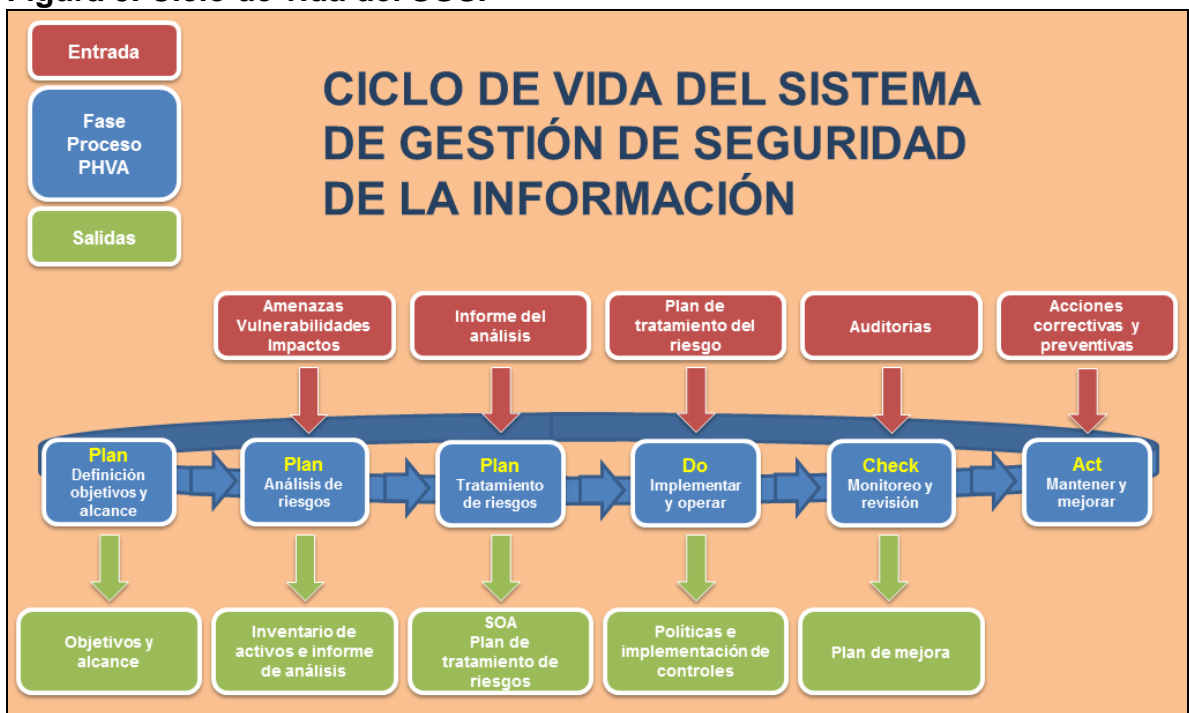 Entrada
Fase
Proceso
PHVA
Salidas
CICLO DE VIDA DEL SISTEMA
DE GESTIÓN DE SEGURIDAD
DE LA INFORMACIÓN
Amenazas
Vulnerabilidades
Impactos
Informe del
análisis
Plan de
tratamiento del
riesgo
Auditorias
Acciones
correctivas y
preventivas
Plan
Definición
objetivos y
alcance
Plan
Análisis de
riesgos
Plan
Tratamiento
de riesgos
Do
Implementar
y operar
Check
Monitoreo y
revisión
Act
Mantener y
mejorar
Objetivos y
alcance
Inventario de
activos e informe
de análisis
SOA
Plan de
tratamiento de
riesgos
Políticas e
implementación de
controles
Plan de mejora